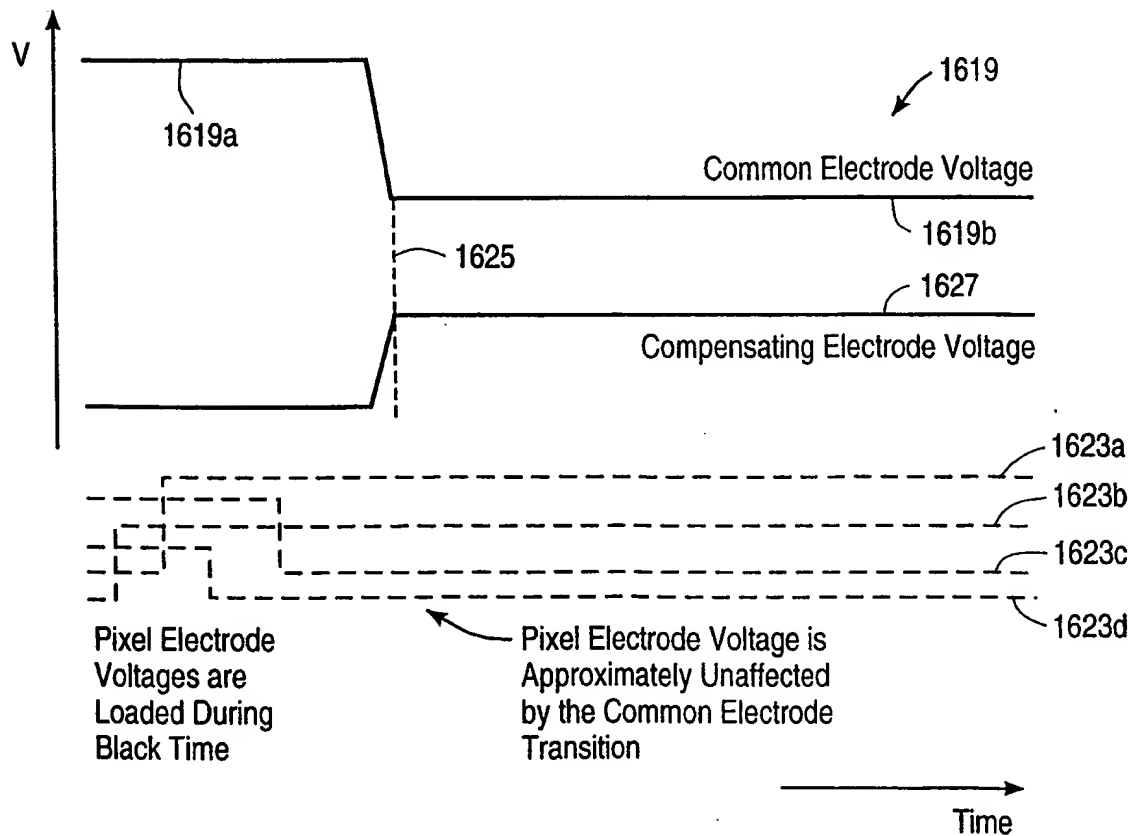 V
1619
1619a
Common Electrode Voltage
1619b
1625
1627
Compensating Electrode Voltage
1623a
1623b
1623c
1623d
Pixel Electrode
Voltages are
Loaded During
Black Time
Pixel Electrode Voltage is
Approximately Unaffected
by the Common Electrode
Transition
Time